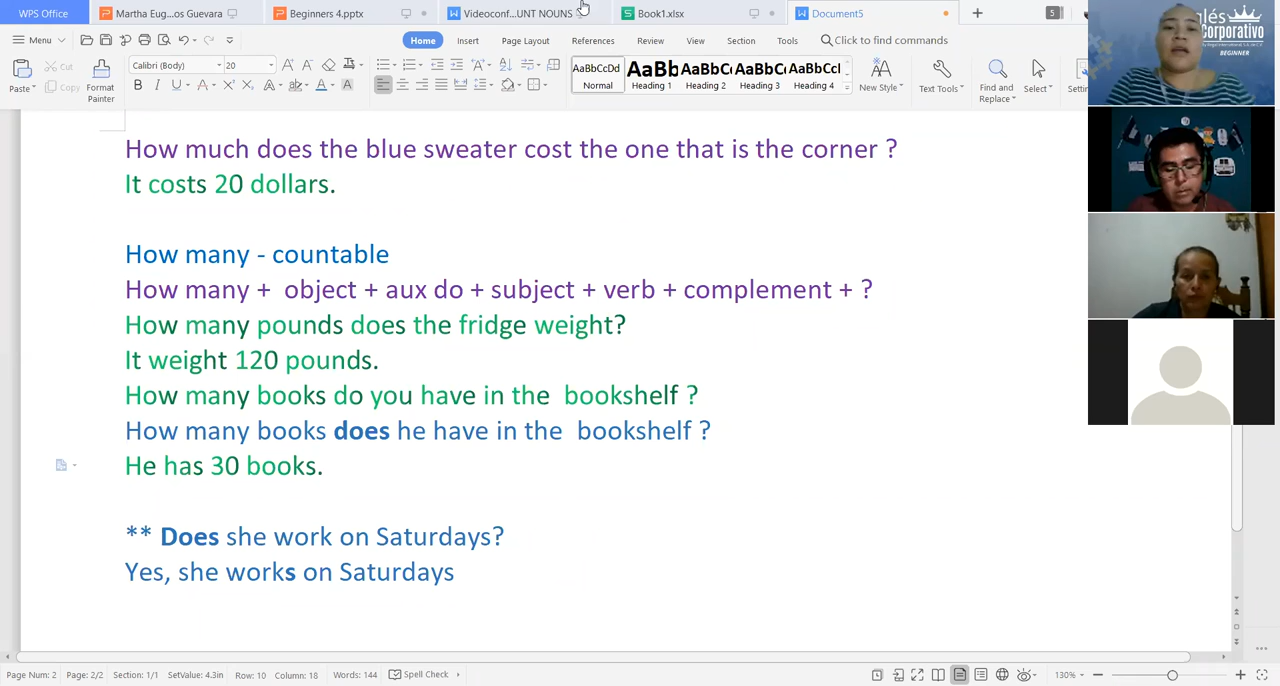 WPS Office
Martha Eug...os Guevara
Beginners 4.pptx
Videoconf...UNT NOUNS
Book1.xlsx
Document5
5
Menu
Home
Insert
Page Layout
References
Review
View
Section
Tools
Click to find commands
Paste
Cut
Copy
Format
Painter
Calibri (Body)
20
AaBbCcDd
Normal
Heading 1
Heading 2
Heading 3
Heading 4
New Style
Text Tools
Find and
Replace
Select
How much does the blue sweater cost the one that is the corner ?
It costs 20 dollars.
How many - countable
How many + object + aux do + subject + verb + complement + ?
How many pounds does the fridge weight?
It weight 120 pounds.
How many books do you have in the bookshelf ?
How many books does he have in the bookshelf ?
He has 30 books.
** Does she work on Saturdays?
Yes, she works on Saturdays
BEGINNER
Page Num: 2
Page: 2/2
Section: 1/1
SetValue: 4.3in
Row: 10
Column: 18
Words: 144
Spell Check
130%